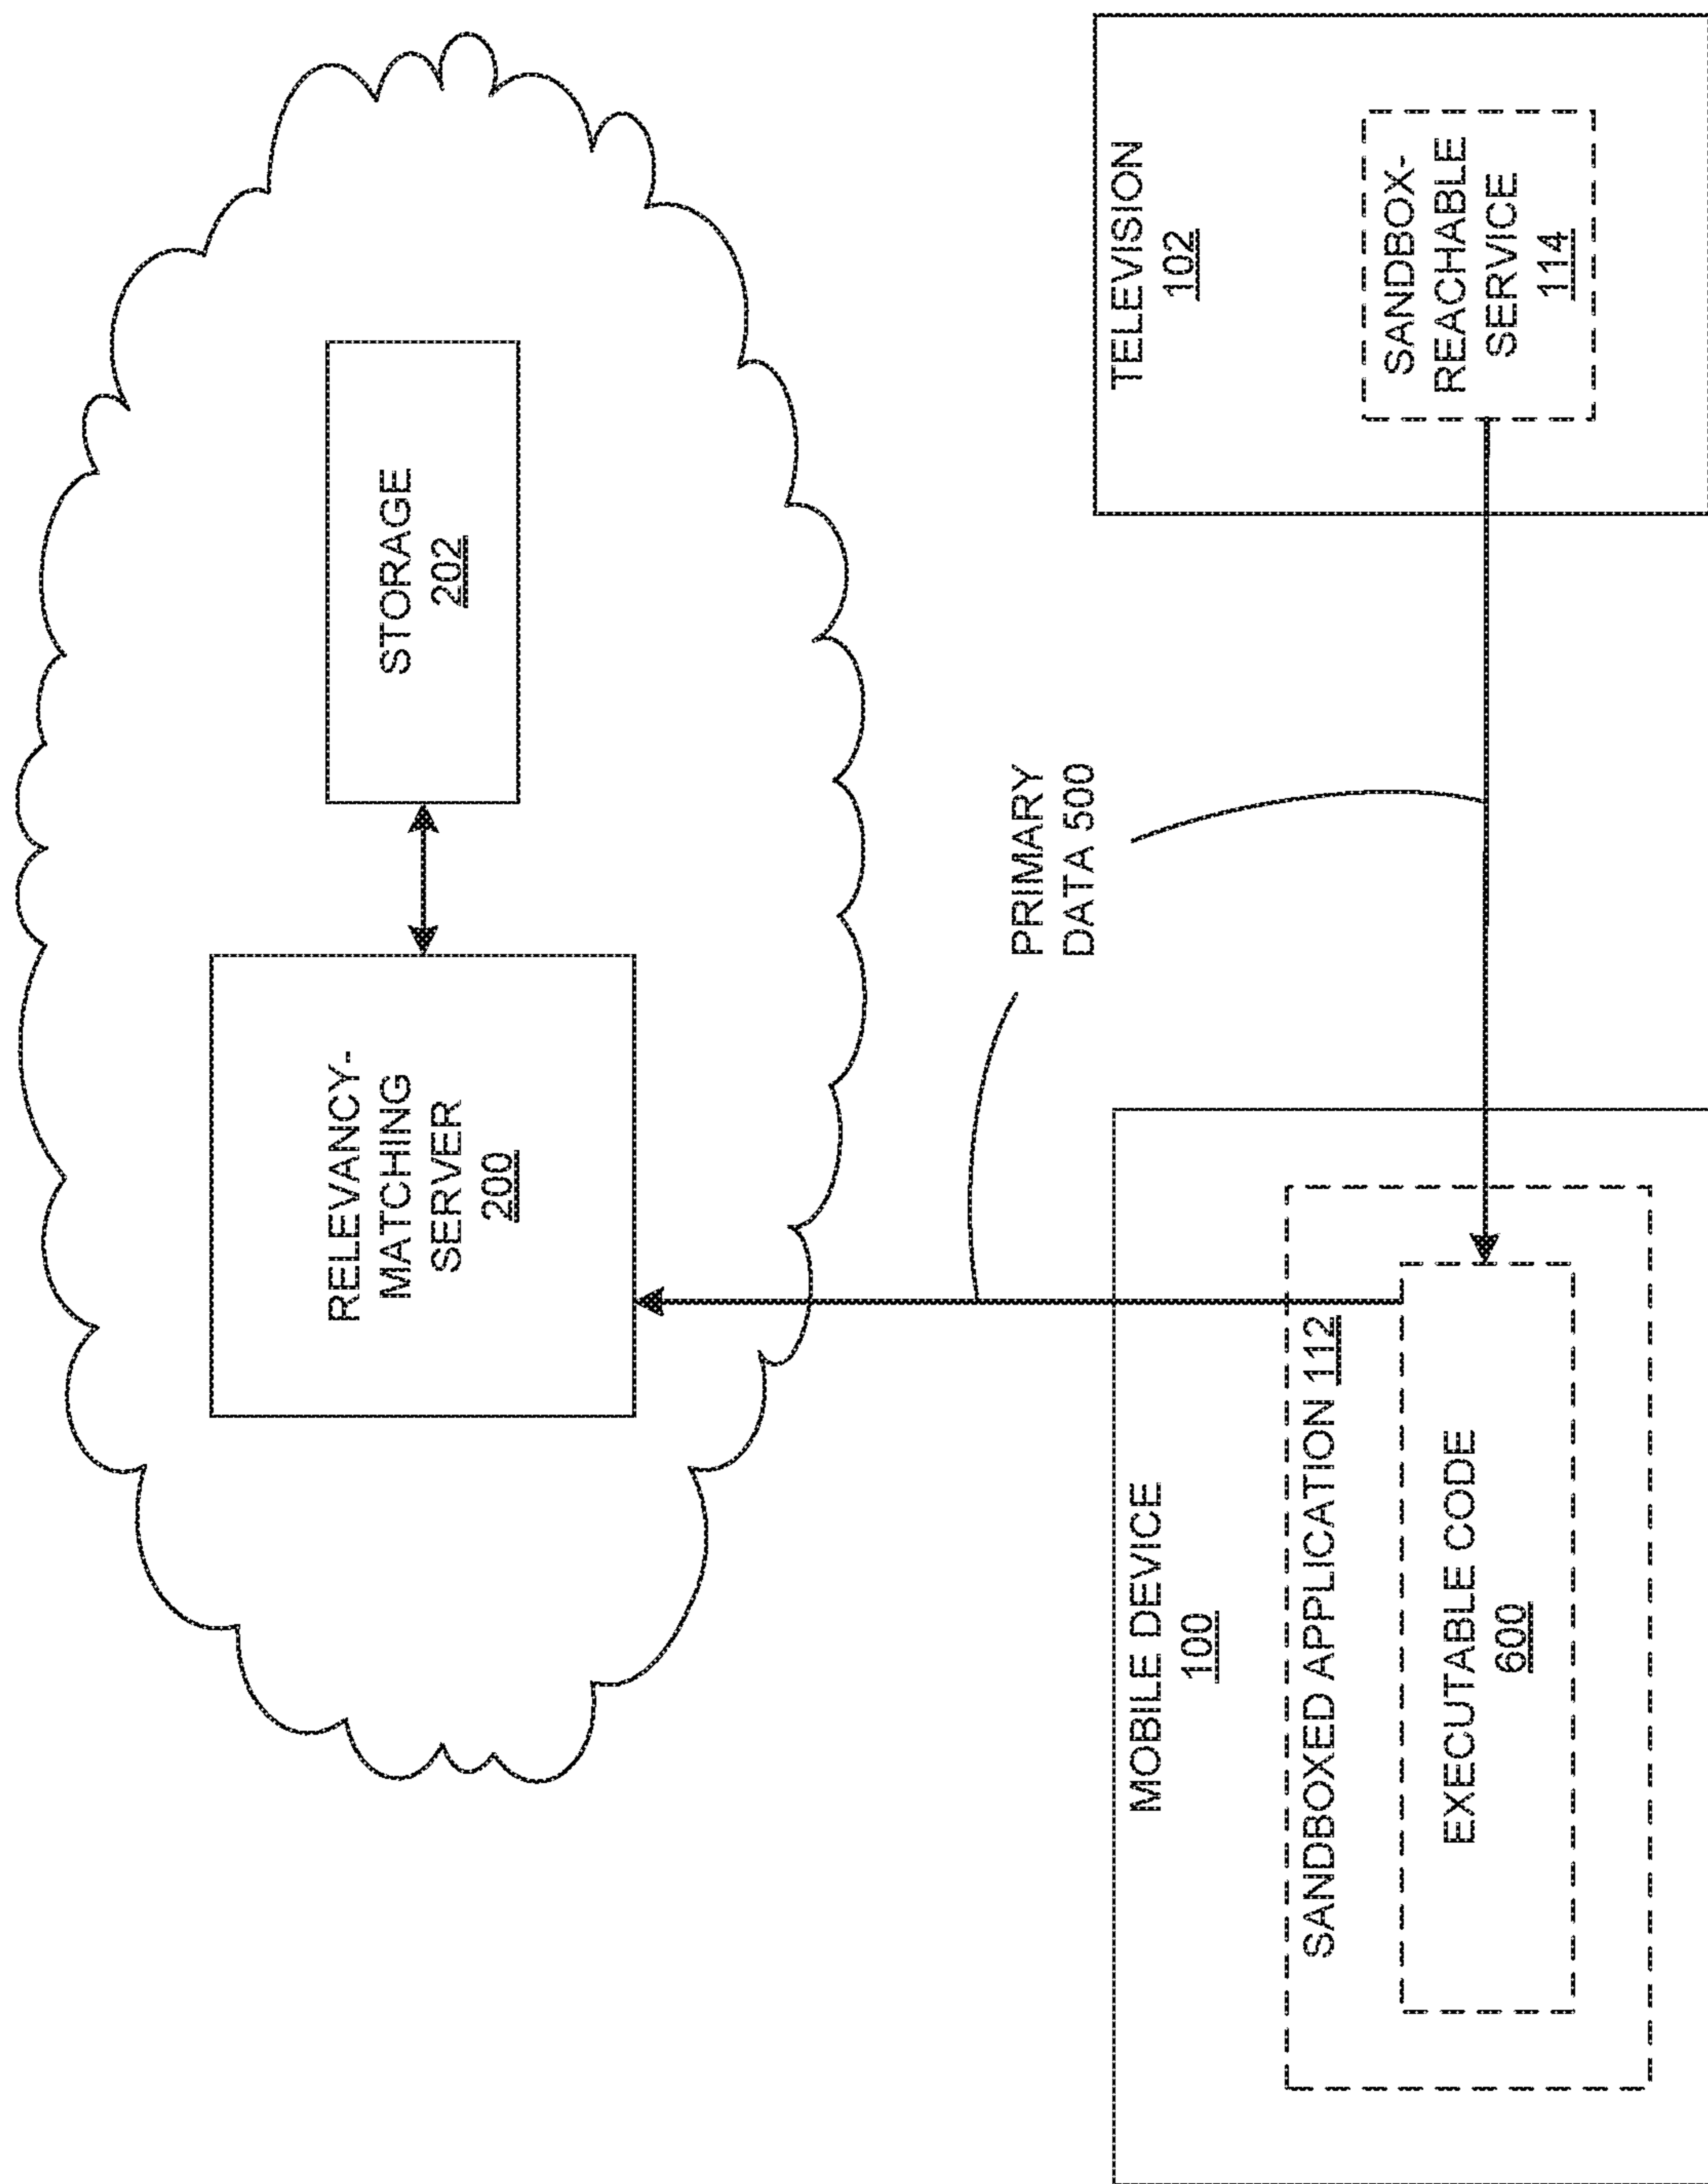 RELEVANCY-
MATCHING
SERVER
200
STORAGE
202
PRIMARY
DATA 500
MOBILE DEVICE
100
SANDBOXED APPLICATION 112
EXECUTABLE CODE
600
TELEVISION
102
SANDBOX-
REACHABLE
SERVICE
114